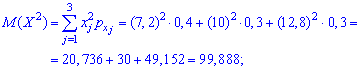 M(X²) = ∑_{j=1}^{3} x_j² p_{x_j} = (7,2)² · 0,4 + (10)² · 0,3 + (12,8)² · 0,3 =
= 20,736 + 30 + 49,152 = 99,888;